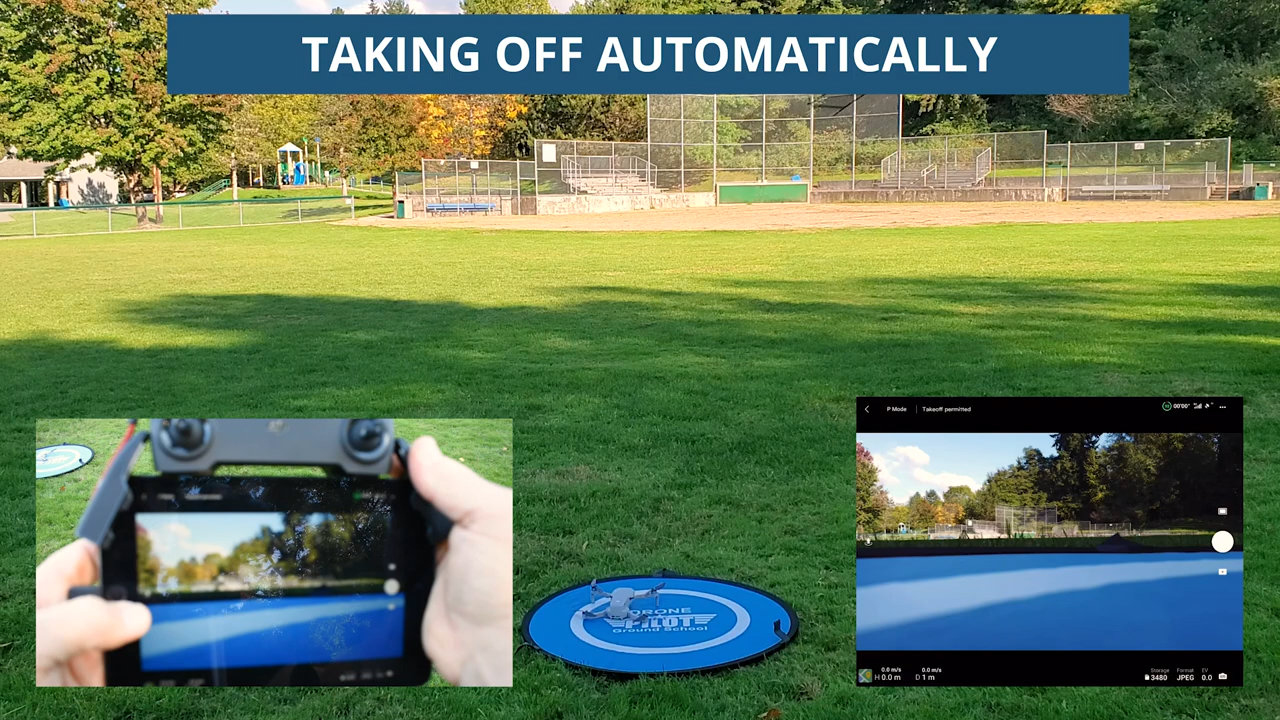 TAKING OFF AUTOMATICALLY
P Mode
Takeoff permitted
00'00"
DRONE
PILOT
Ground School
0.0 m/s
0.0 m/s
H 0.0 m
D 1 m
Storage
Format
EV
3480
JPEG
0.0